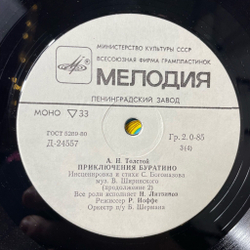 МИНИСТЕРСТВО КУЛЬТУРЫ СССР
ВСЕСОЮЗНАЯ ФИРМА ГРАМПЛАСТИНОК
МЕЛОДИЯ
ЛЕНИНГРАДСКИЙ ЗАВОД
МОНО 33
ГОСТ 5289-80
Гр. 2. 0-85
Д-24557
3(4)
А. Н. Толстой
ПРИКЛЮЧЕНИЯ БУРАТИНО
Инсценировка и стихи С. Богомазова
муз. В. Ширинского
(продолжение 2)
Все роли исполняет Н. Литвинов
Режиссер Р. Иоффе
Оркестр п/у Б. Шермана